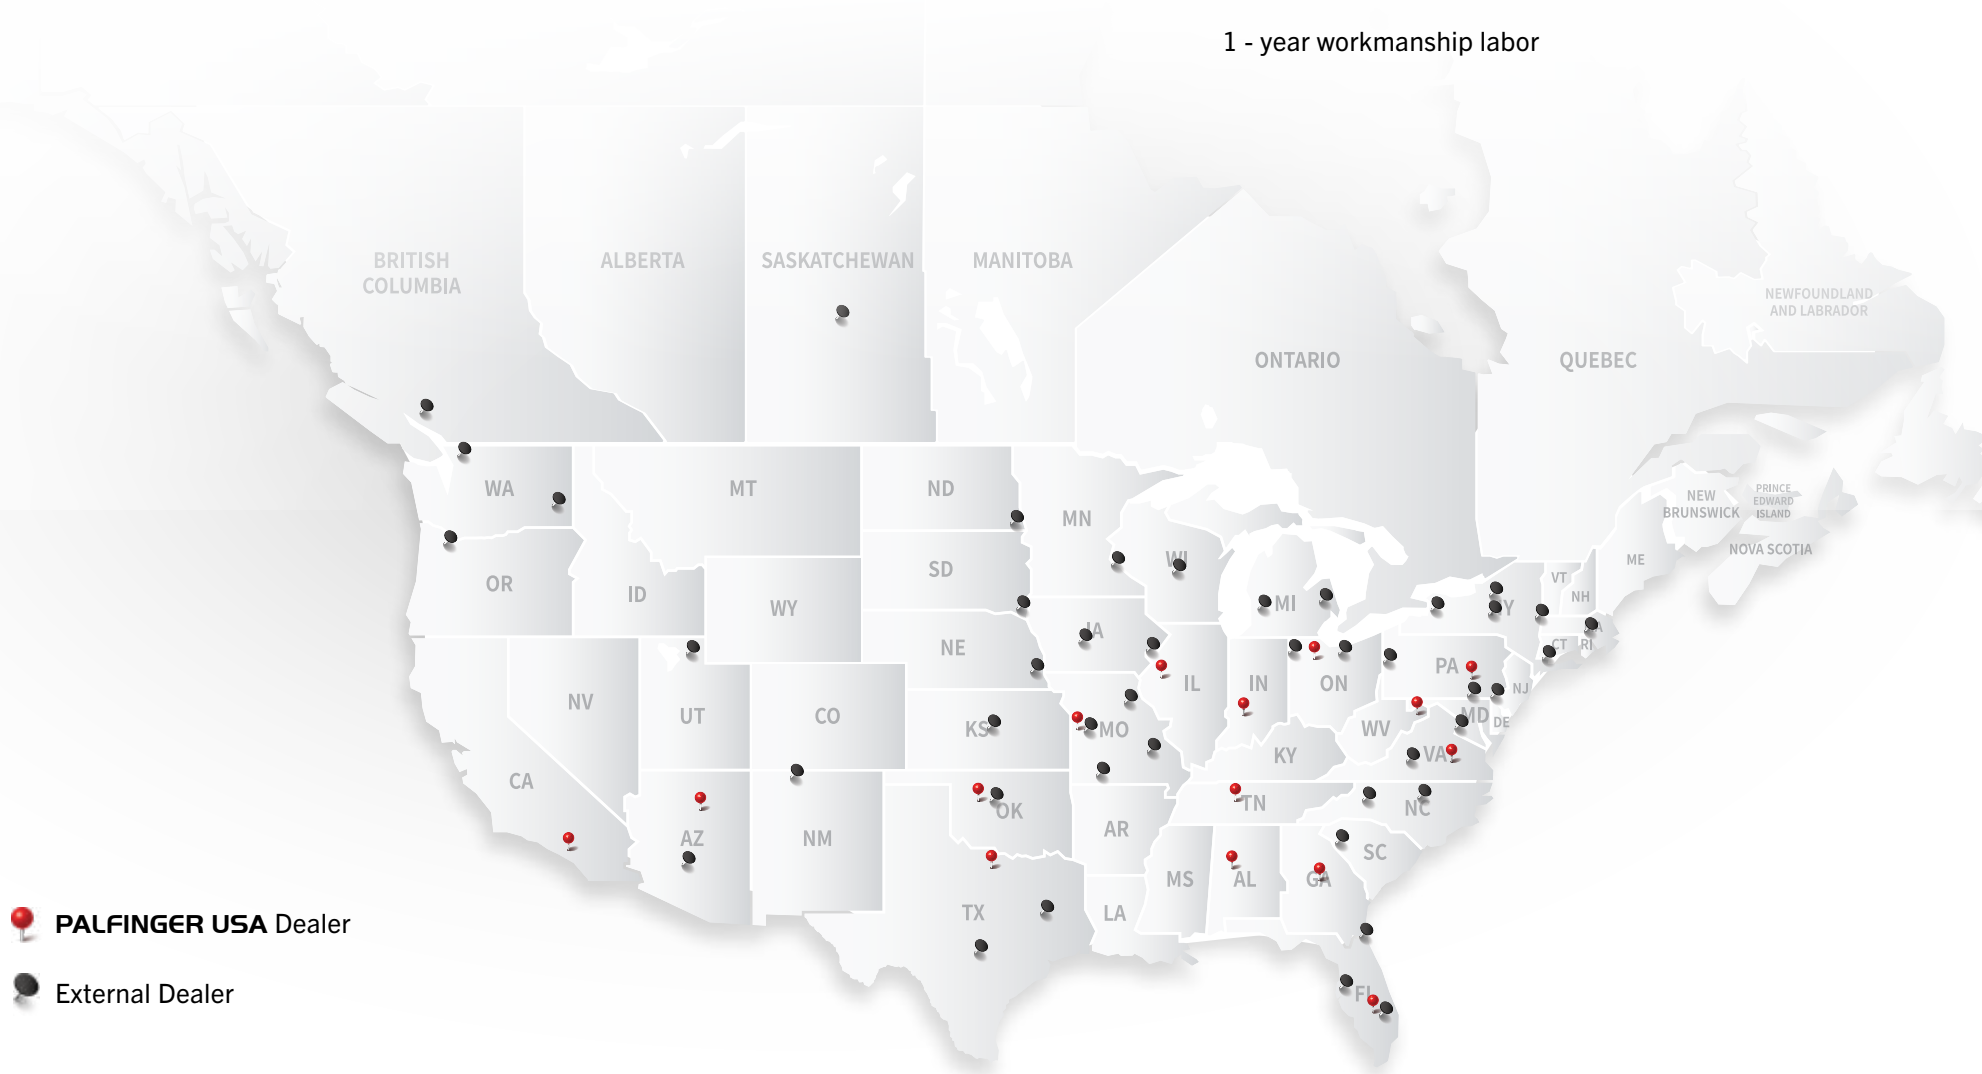 1 - year workmanship labor
BRITISH
COLUMBIA
ALBERTA
SASKATCHEWAN
MANITOBA
ONTARIO
QUEBEC
NEWFOUNDLAND
AND LABRADOR
NEW
BRUNSWICK
PRINCE
EDWARD
ISLAND
NOVA SCOTIA
WA
MT
ND
MN
WI
MI
VT
NH
ME
OR
ID
WY
SD
NE
IA
Y
A
CT
RI
NV
UT
CO
KS
MO
IL
IN
ON
PA
NJ
MD
DE
WV
VA
KY
CA
AZ
NM
OK
AR
TN
NC
SC
MS
AL
GA
TX
LA
FL
PALFINGER USA Dealer
External Dealer